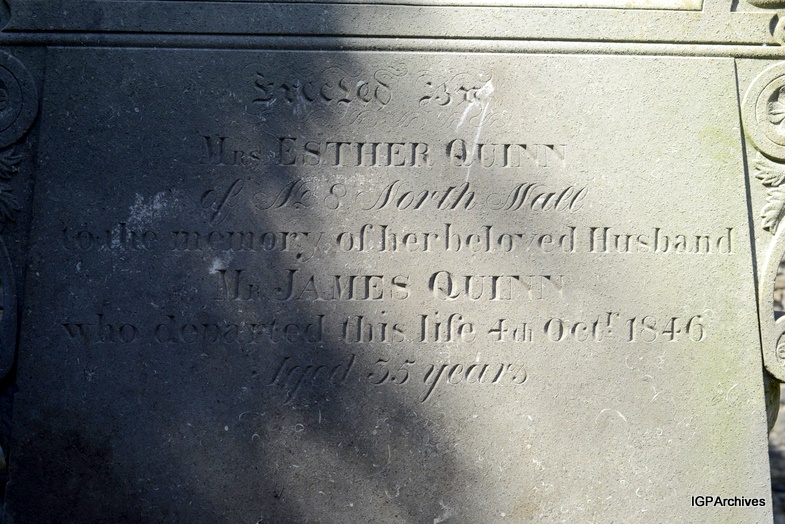 Erected By
Mrs ESTHER QUINN
of No 8 North Wall
to the memory of her beloved Husband
Mr JAMES QUINN
who departed this life 4th Octr 1846
Aged 55 years
IGPArchives